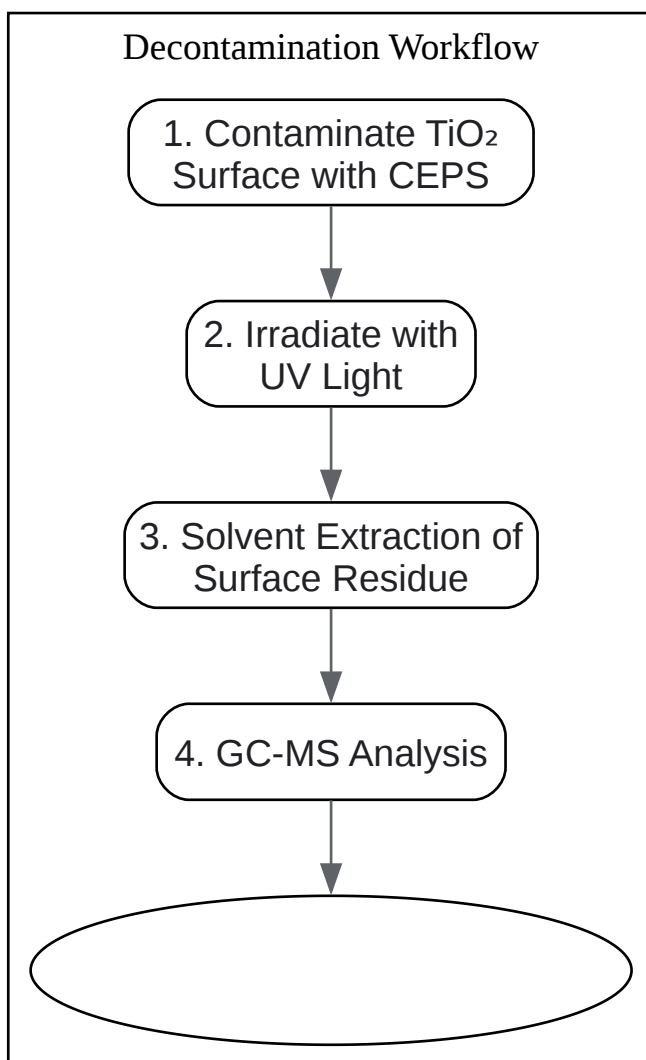 Decontamination Workflow
1. Contaminate TiO₂
Surface with CEPS
2. Irradiate with
UV Light
3. Solvent Extraction of
Surface Residue
4. GC-MS Analysis